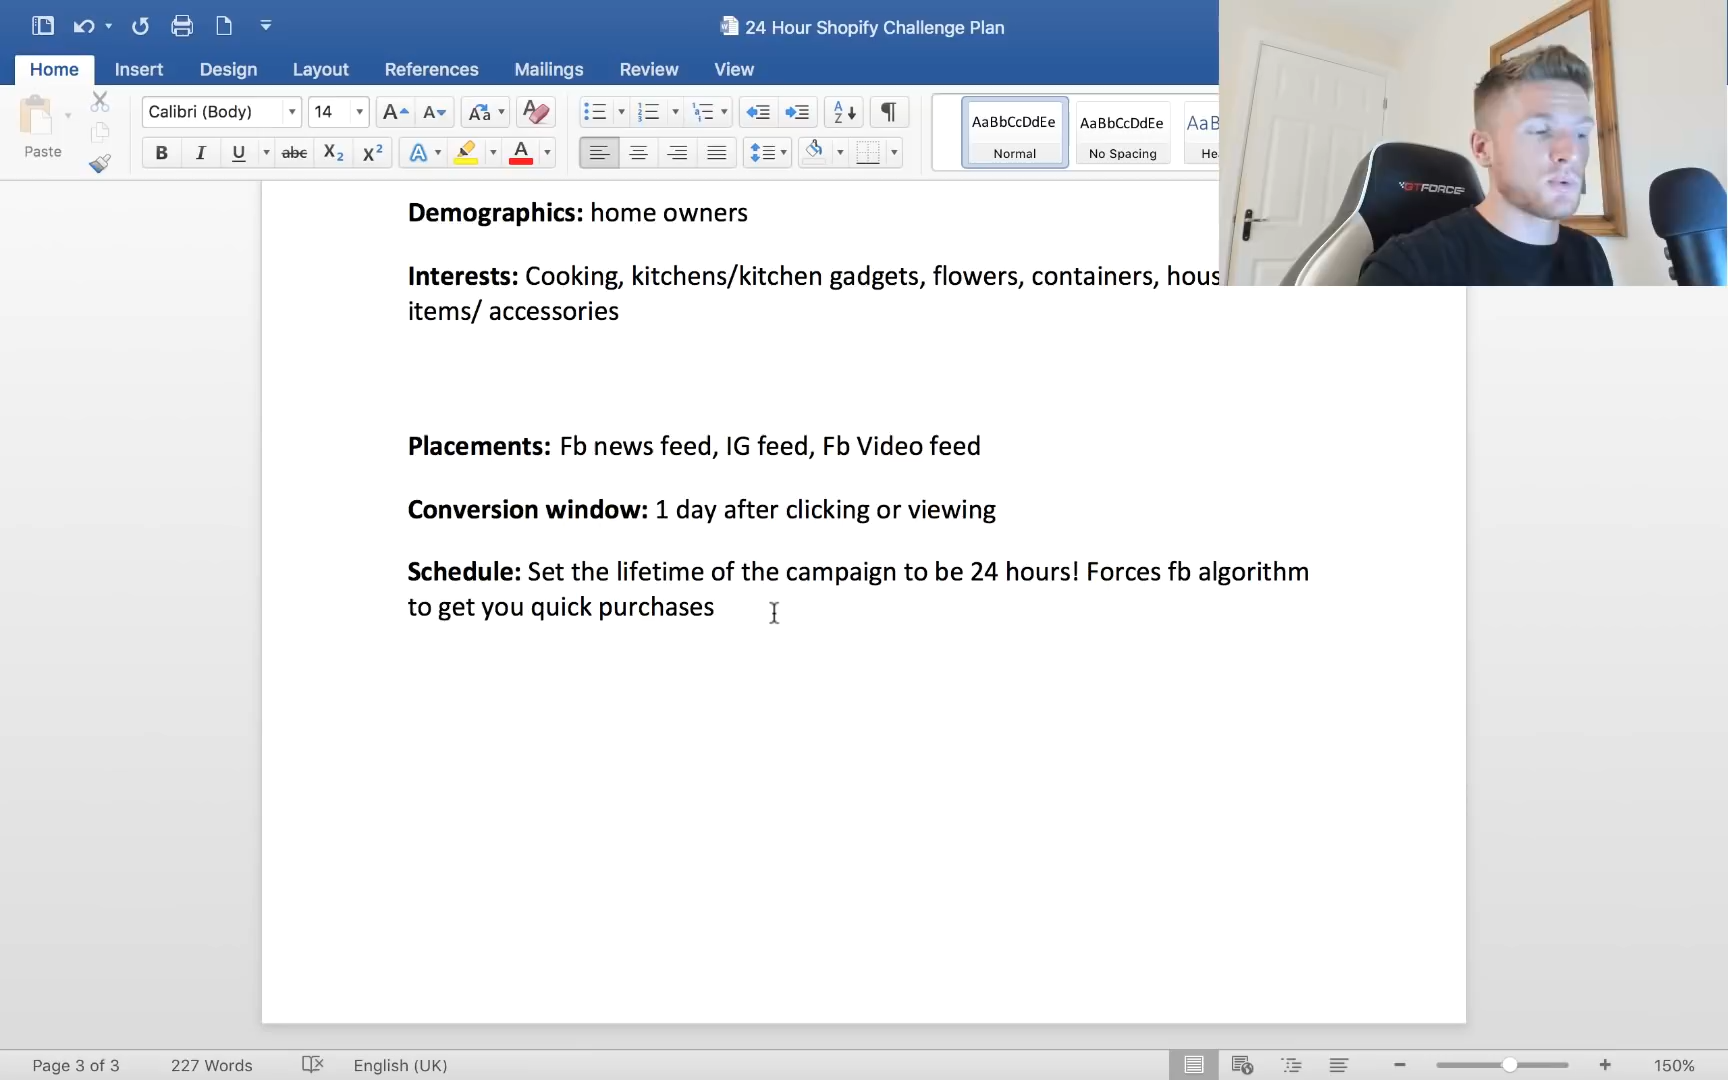 24 Hour Shopify Challenge Plan
Home Insert Design Layout References Mailings Review View
Paste
Calibri (Body) 14
AaBbCcDdEe AaBbCcDdEe
Normal No Spacing
GTFORCE
Demographics: home owners
Interests: Cooking, kitchens/kitchen gadgets, flowers, containers, hous
items/ accessories
Placements: Fb news feed, IG feed, Fb Video feed
Conversion window: 1 day after clicking or viewing
Schedule: Set the lifetime of the campaign to be 24 hours! Forces fb algorithm
to get you quick purchases
Page 3 of 3 227 Words English (UK) 150%